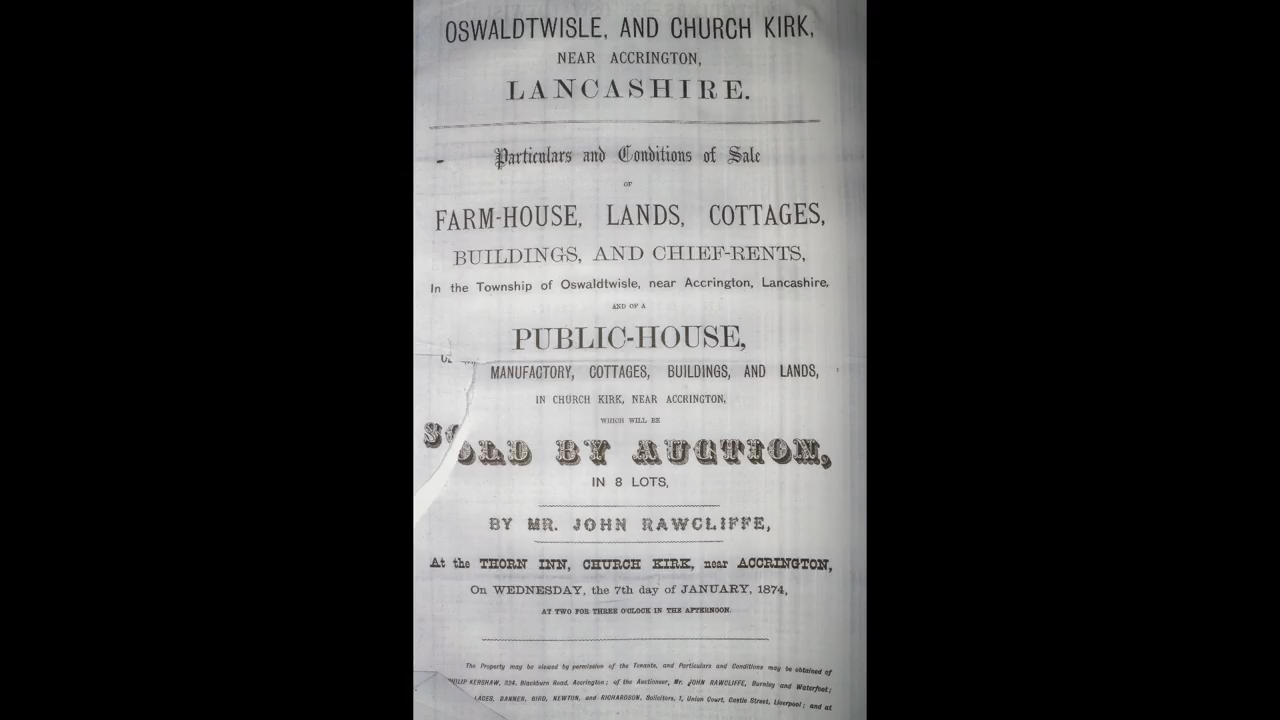 OSWALDTWISLE, AND CHURCH KIRK,
NEAR ACCRINGTON,
LANCASHIRE.
Particulars and Conditions of Sale
OF
FARM-HOUSE, LANDS, COTTAGES,
BUILDINGS, AND CHIEF-RENTS,
In the Township of Oswaldtwisle, near Accrington, Lancashire,
AND OF A
PUBLIC-HOUSE,
MANUFACTORY, COTTAGES, BUILDINGS, AND LANDS,
IN CHURCH KIRK, NEAR ACCRINGTON,
WHICH WILL BE
SOLD BY AUCTION,
IN 8 LOTS,
BY MR. JOHN RAWCLIFFE,
At the THORN INN, CHURCH KIRK, near ACCRINGTON,
On WEDNESDAY, the 7th day of JANUARY, 1874,
AT TWO FOR THREE O'CLOCK IN THE AFTERNOON.
The Property may be viewed by permission of the Tenants, and Particulars and Conditions may be obtained of
KERSHAW, 234, Blackburn Road, Accrington; of the Auctioneer, Mr. JOHN RAWCLIFFE, Burnley and Waterfoot;
BANNER, BIRD, NEWTON, and RICHARDSON, Solicitors, 1, Union Court, Castle Street, Liverpool; and at